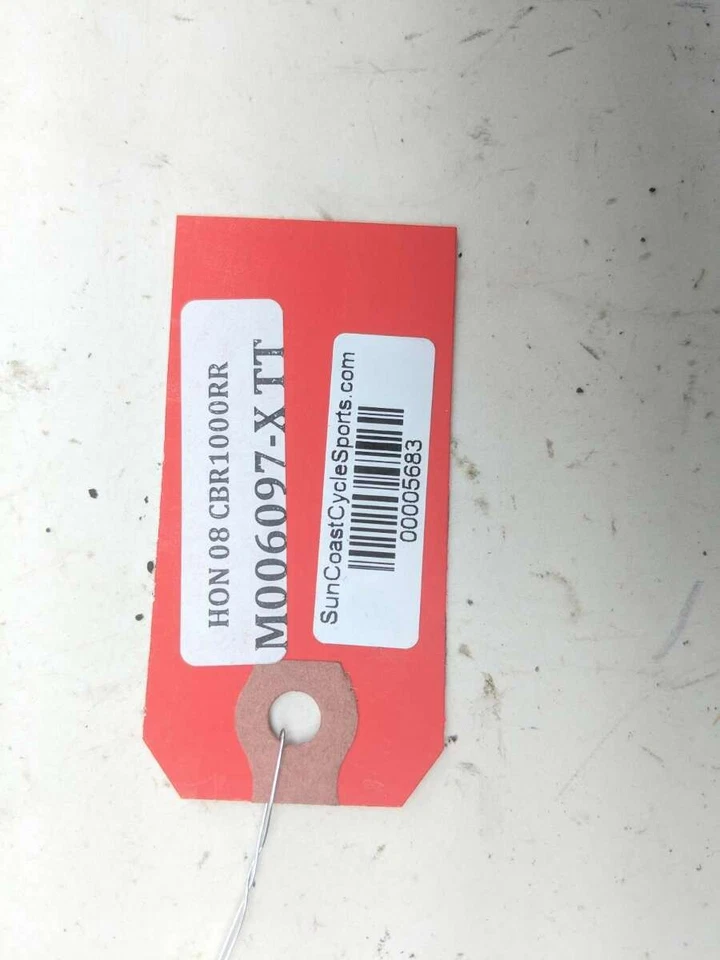 HON 08 CBR1000RR
M006097-X TT
SunCoastCycleSports.com
00005683